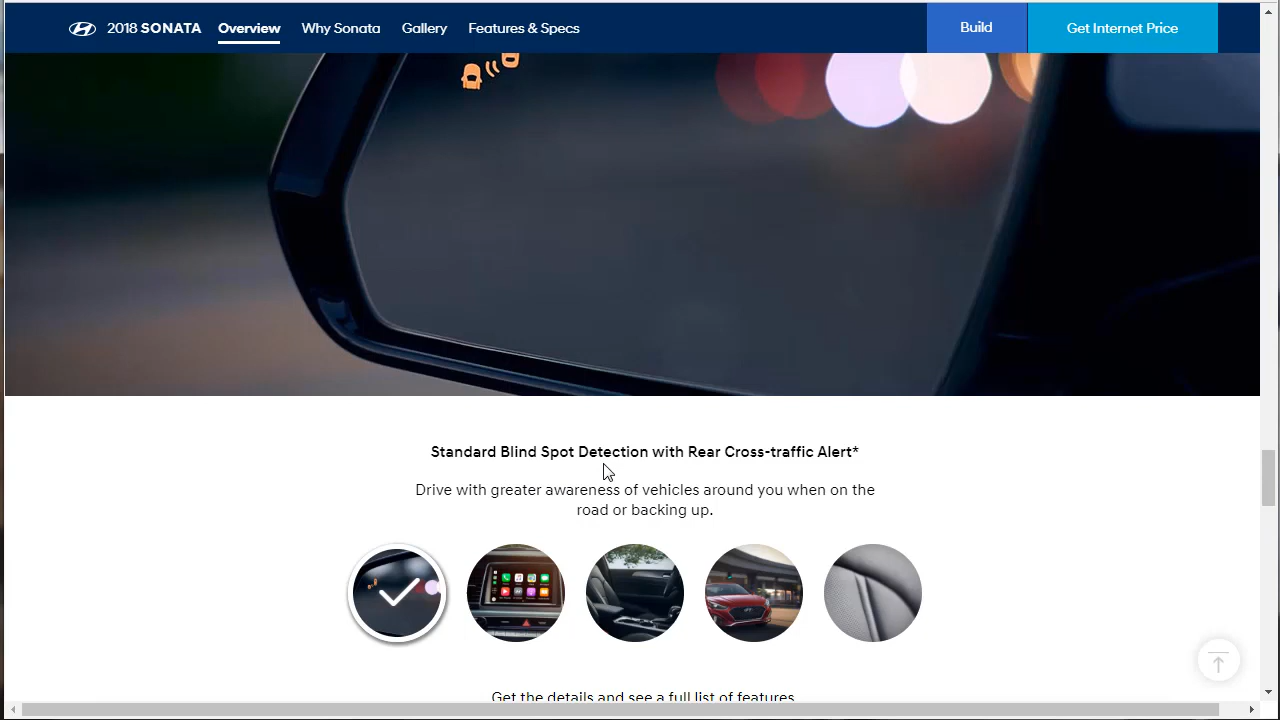 2018 SONATA Overview Why Sonata Gallery Features & Specs Build Get Internet Price
Standard Blind Spot Detection with Rear Cross-traffic Alert*
Drive with greater awareness of vehicles around you when on the
road or backing up.
Get the details and see a full list of features